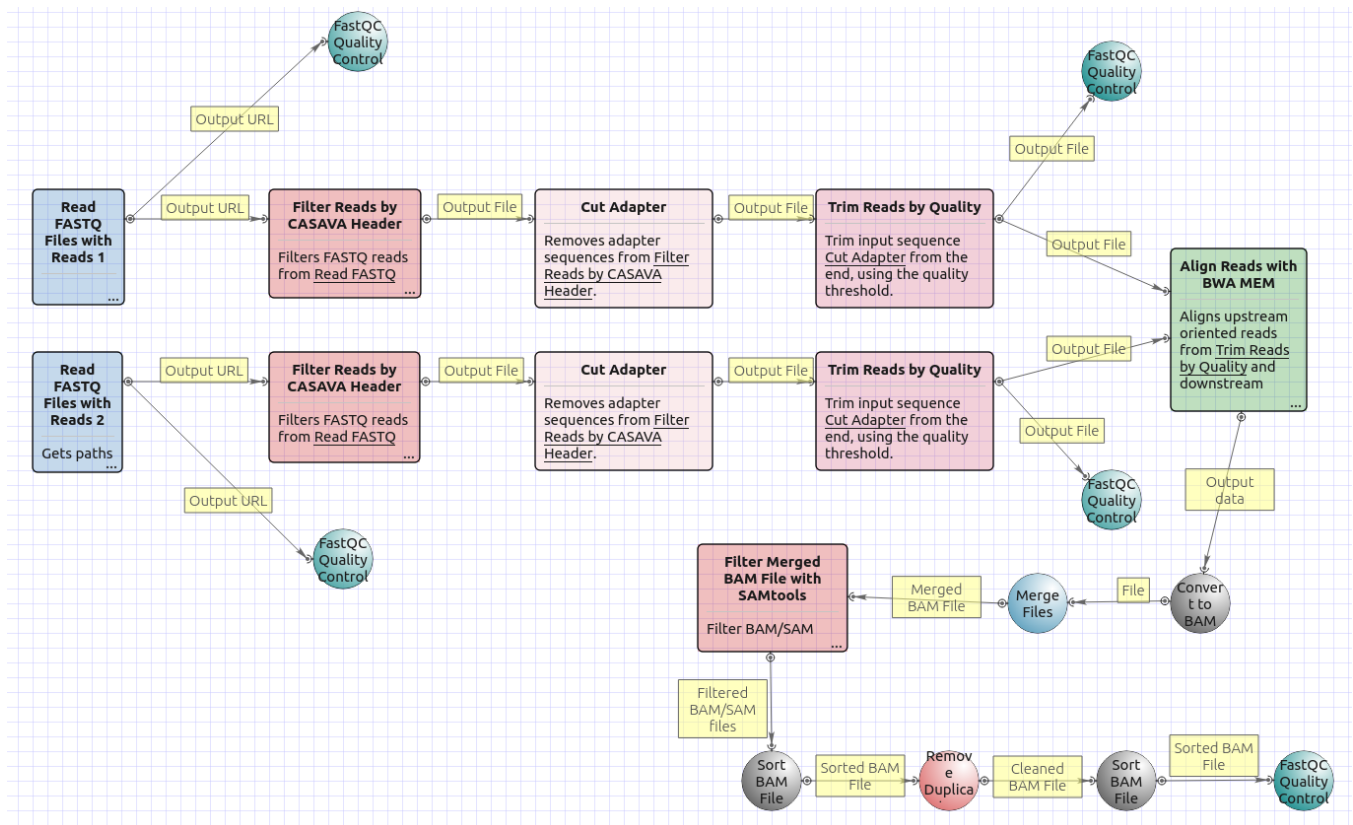 FastQC
Quality
Control
FastQC
Quality
Control
Output URL
Output File
Read
FASTQ
Files with
Reads 1
...
Output URL
Filter Reads by
CASAVA Header
Filters FASTQ reads
from Read FASTQ
...
Output File
Cut Adapter
Removes adapter
sequences from Filter
Reads by CASAVA
Header.
Output File
Trim Reads by Quality
Trim input sequence
Cut Adapter from the
end, using the quality
threshold.
Output File
Align Reads with
BWA MEM
Aligns upstream
oriented reads
from Trim Reads
by Quality and
downstream
...
Read
FASTQ
Files with
Reads 2
Gets paths
...
Output URL
Filter Reads by
CASAVA Header
Filters FASTQ reads
from Read FASTQ
...
Output File
Cut Adapter
Removes adapter
sequences from Filter
Reads by CASAVA
Header.
Output File
Trim Reads by Quality
Trim input sequence
Cut Adapter from the
end, using the quality
threshold.
Output File
Output File
Output URL
FastQC
Quality
Control
FastQC
Quality
Control
Output
data
Conver
t to
BAM
File
Merge
Files
Merged
BAM File
Filter Merged
BAM File with
SAMtools
Filter BAM/SAM
...
Filtered
BAM/SAM
files
Sort
BAM
File
Sorted BAM
File
Remov
e
Duplica
Cleaned
BAM File
Sort
BAM
File
Sorted BAM
File
FastQC
Quality
Control